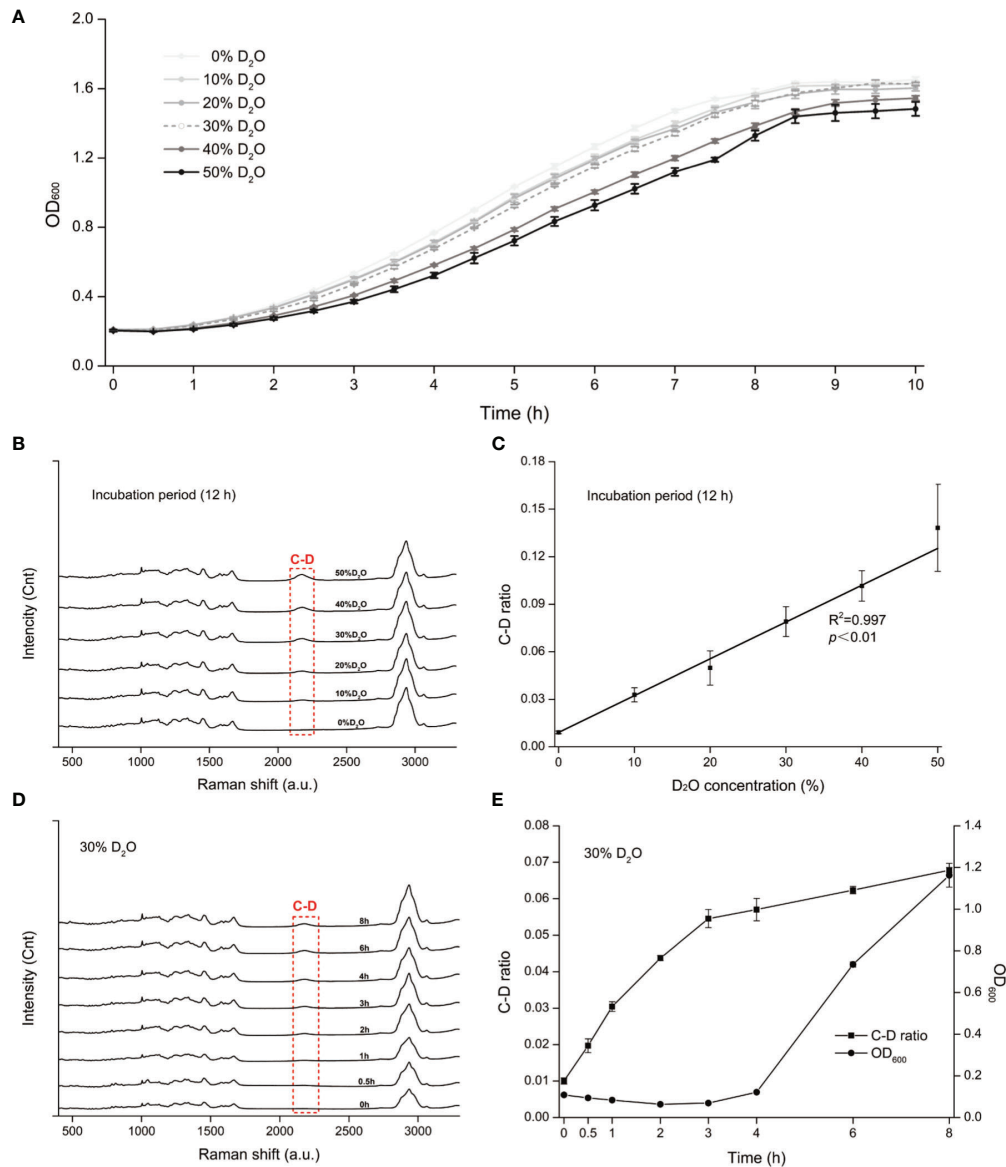 A
2.0
1.6
1.2
0.8
0.4
0.0
OD600
0% D2O
10% D2O
20% D2O
30% D2O
40% D2O
50% D2O
0 1 2 3 4 5 6 7 8 9 10
Time (h)
B
Incubation period (12 h)
C-D
50%D2O
40%D2O
30%D2O
20%D2O
10%D2O
0%D2O
Intencity (Cnt)
500 1000 1500 2000 2500 3000
Raman shift (a.u.)
C
0.18
0.15
0.12
0.09
0.06
0.03
0.00
C-D ratio
Incubation period (12 h)
R2=0.997
p<0.01
0 10 20 30 40 50
D2O concentration (%)
D
30% D2O
C-D
8h
6h
4h
3h
2h
1h
0.5h
0h
Intensity (Cnt)
500 1000 1500 2000 2500 3000
Raman shift (a.u.)
E
0.08
0.07
0.06
0.05
0.04
0.03
0.02
0.01
0.00
C-D ratio
30% D2O
C-D ratio
OD600
1.4
1.2
1.0
0.8
0.6
0.4
0.2
0.0
OD600
0 0.5 1 2 3 4 6 8
Time (h)